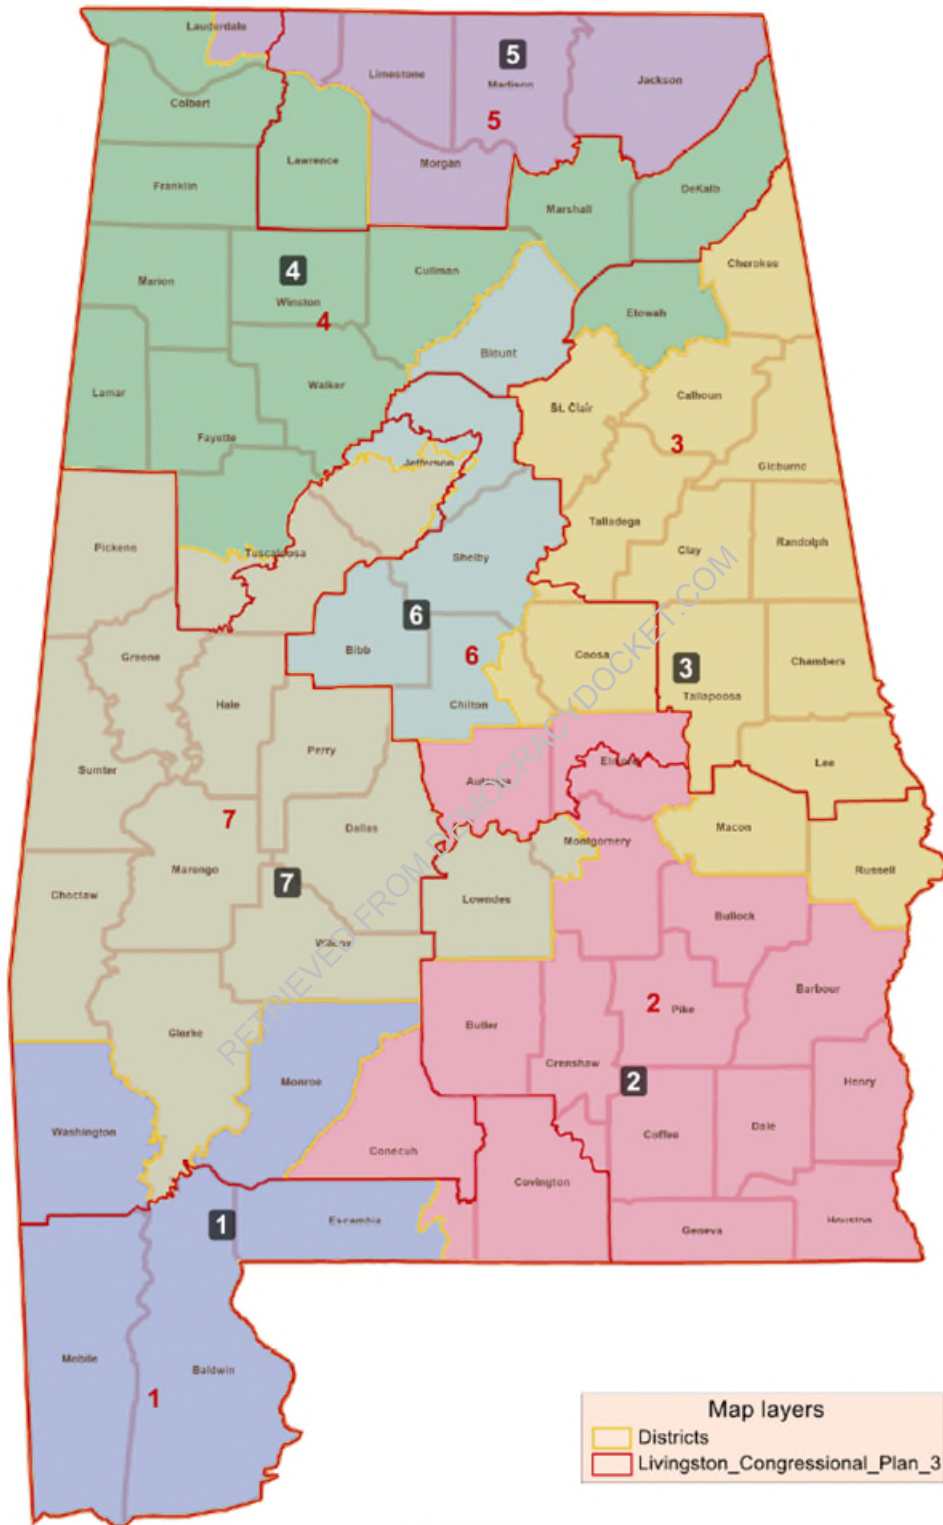 Lauderdale
5
Limestone
Madison
Jackson
5
Colbert
Lawrence
Morgan
Franklin
DeKalb
Marshall
Cherokee
4
Cullman
Marion
Winston
Etowah
4
Blount
Walker
Lamar
Calhoun
St. Clair
Fayette
3
Jefferson
Cleburne
Talladega
Pickens
Tuscaloosa
Clay
Randolph
Shelby
6
Bibb
6
Greene
Coosa
3
Chambers
Tallapoosa
Hale
Chilton
Perry
Sumter
Elmore
Lee
Autauga
7
Dallas
Macon
Montgomery
Marengo
Russell
Choctaw
7
Lowndes
Bullock
Wilcox
Barbour
2
Pike
Butler
Clarke
Crenshaw
Monroe
2
Henry
Washington
Coffee
Dale
Conecuh
Covington
1
Escambia
Geneva
Houston
Mobile
Baldwin
1
RETRIEVED FROM DEMOCRACYDOCKET.COM
Map layers
Districts
Livingston_Congressional_Plan_3